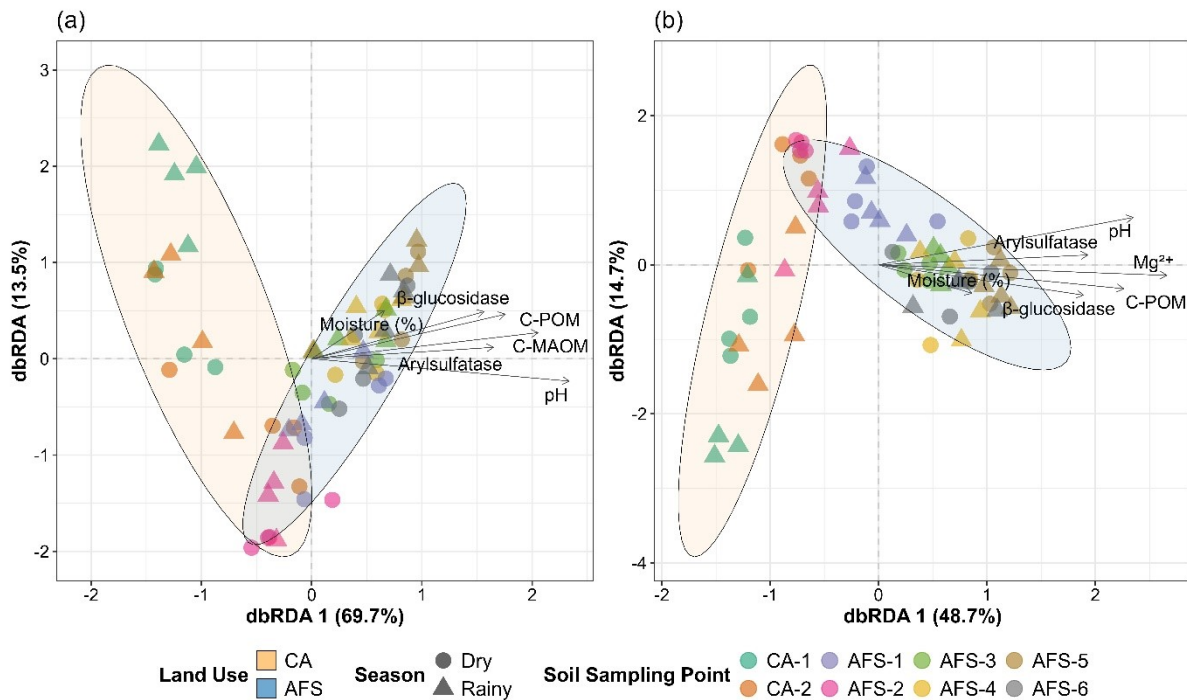 (a)
3
2
1
0
-1
-2
dbRDA 2 (13.5%)
β-glucosidase
Moisture (%)
C-POM
C-MAOM
Arylsulfatase
pH
-2 -1 0 1 2
dbRDA 1 (69.7%)
(b)
2
0
-2
-4
dbRDA 2 (14.7%)
pH
Arylsulfatase
Mg²⁺
Moisture (%)
C-POM
β-glucosidase
-2 -1 0 1 2
dbRDA 1 (48.7%)
Land Use
CA
AFS
Season
Dry
Rainy
Soil Sampling Point
CA-1 AFS-1 AFS-3 AFS-5
CA-2 AFS-2 AFS-4 AFS-6